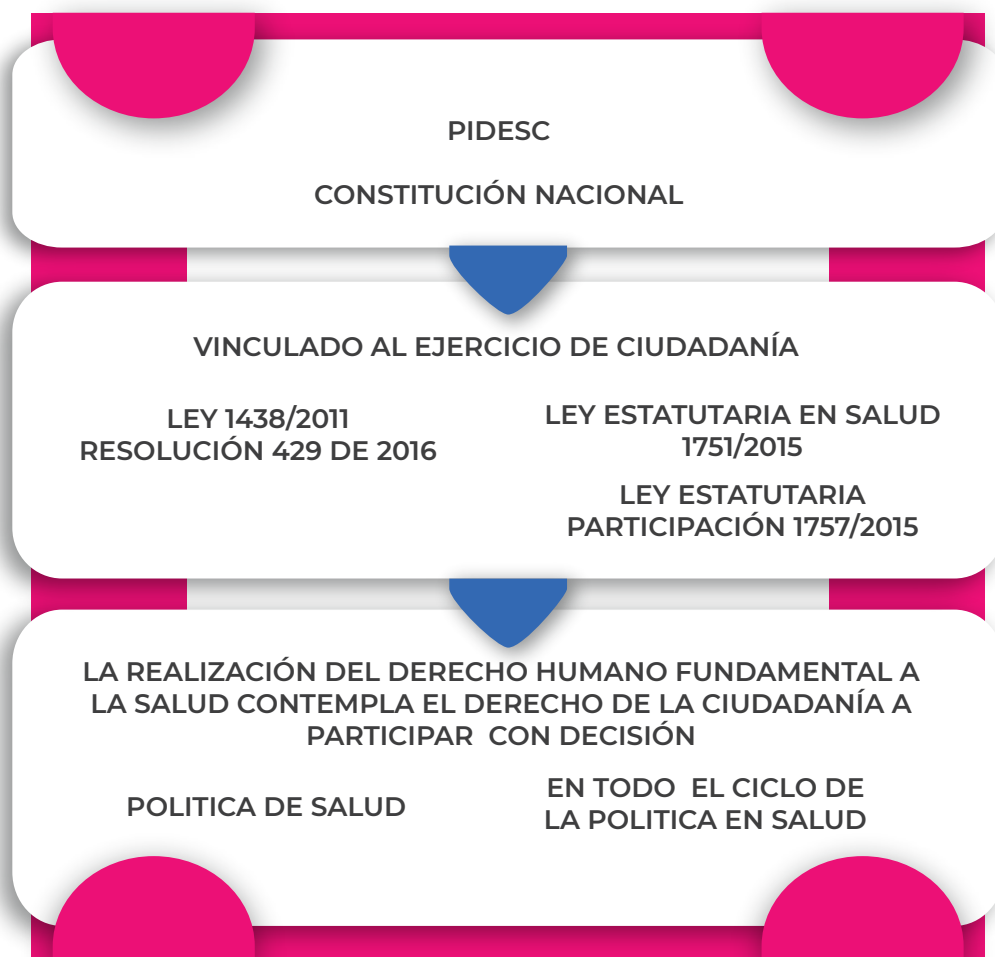 PIDESC
CONSTITUCIÓN NACIONAL
VINCULADO AL EJERCICIO DE CIUDADANÍA
LEY 1438/2011
RESOLUCIÓN 429 DE 2016
LEY ESTATUTARIA EN SALUD
1751/2015
LEY ESTATUTARIA
PARTICIPACIÓN 1757/2015
LA REALIZACIÓN DEL DERECHO HUMANO FUNDAMENTAL A
LA SALUD CONTEMPLA EL DERECHO DE LA CIUDADANÍA A
PARTICIPAR CON DECISIÓN
POLITICA DE SALUD
EN TODO EL CICLO DE
LA POLITICA EN SALUD